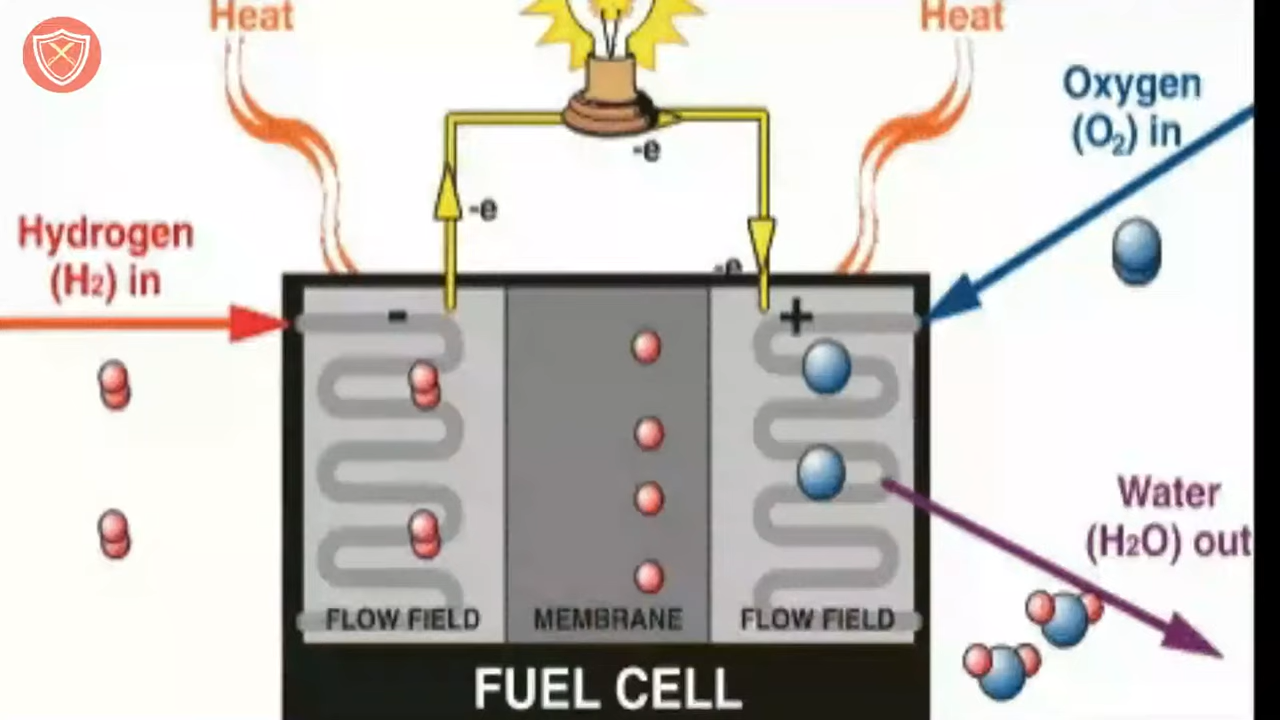 Heat
Heat
Oxygen
(O₂) in
-e
-e
Hydrogen
(H₂) in
-e
-
+
Water
(H₂O) out
FLOW FIELD
MEMBRANE
FLOW FIELD
FUEL CELL